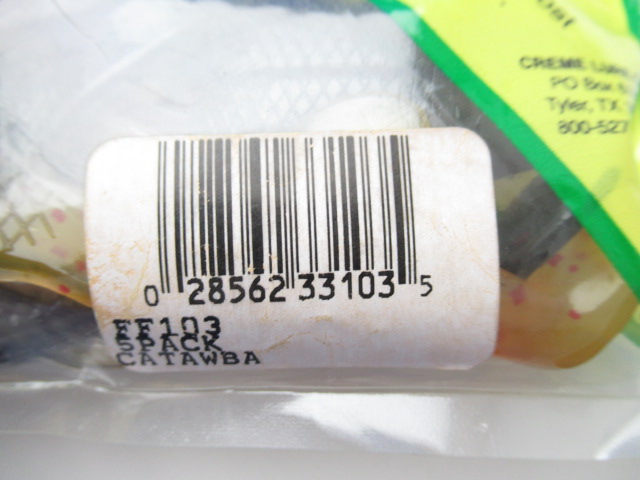 CREME
PO Box
Tyler, TX
800-527
0 28562 33103 5
FF103
5PACK
CATAWBA